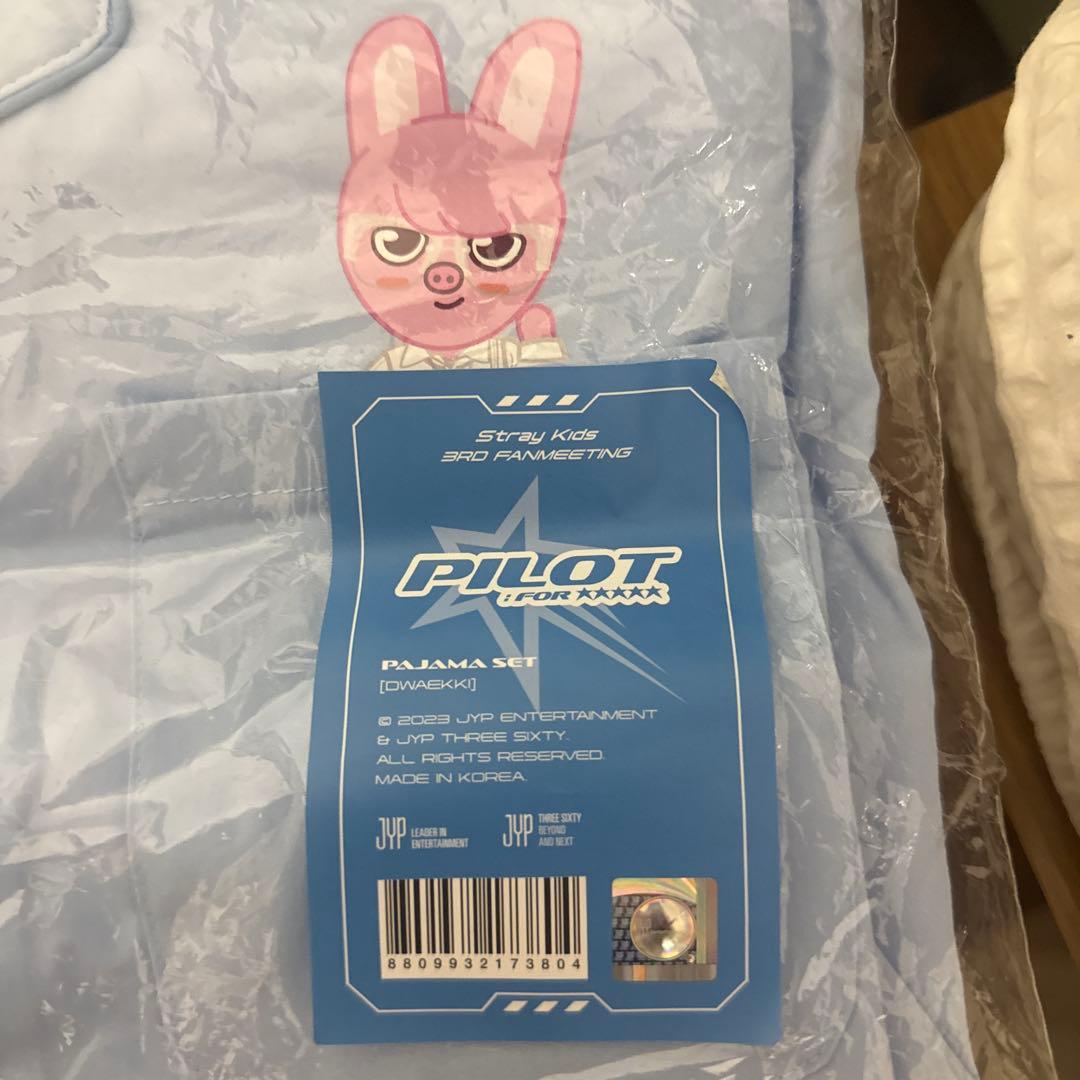 Stray Kids
3RD FANMEETING
PILOT
: FOR ★★★★★
PAJAMA SET
[DWAEKKI]
© 2023 JYP ENTERTAINMENT
& JYP THREE SIXTY.
ALL RIGHTS RESERVED.
MADE IN KOREA.
JYP LEADER IN
ENTERTAINMENT
JYP THREE SIXTY
BEYOND
AND NEXT
8809932173804